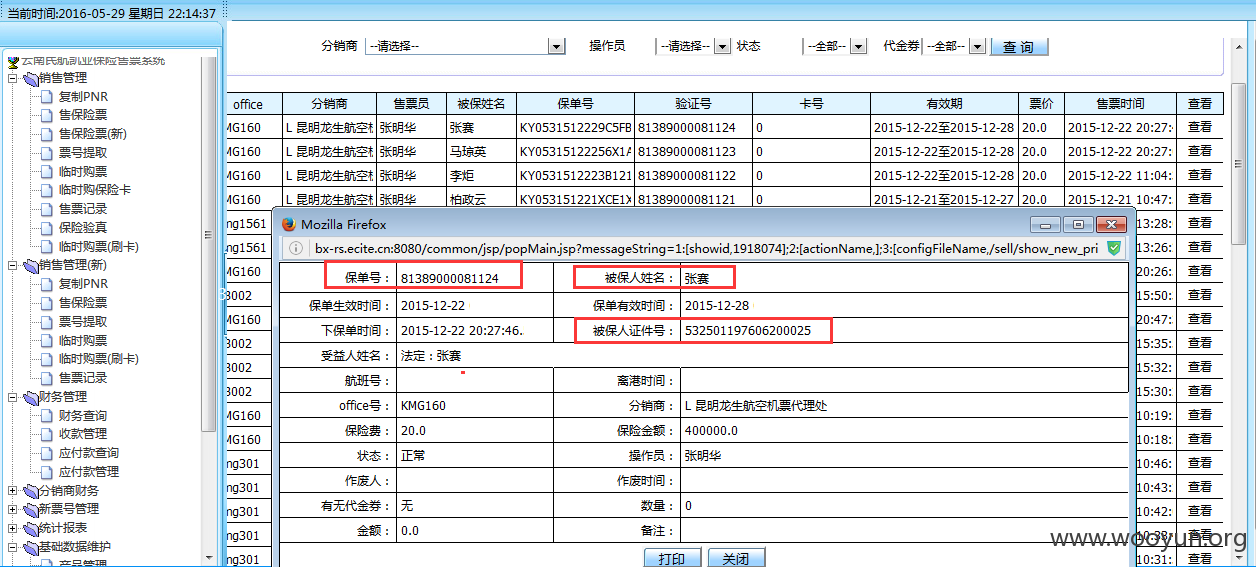 当前时间:2016-05-29 星期日 22:14:37
云南民航凯亚保险售票系统
销售管理
复制PNR
售保险票
售保险票(新)
票号提取
临时购票
临时购保险卡
售票记录
保险验真
临时购票(刷卡)
销售管理(新)
复制PNR
售保险票
票号提取
临时购票
临时购票(刷卡)
售票记录
财务管理
财务查询
收款管理
应付款查询
应付款管理
分销商财务
新票号管理
统计报表
基础数据维护
产品管理
分销商 --请选择-- 操作员 --请选择-- 状态 --全部-- 代金券 --全部-- 查 询
office 分销商 售票员 被保姓名 保单号 验证号 卡号 有效期 票价 售票时间 查看
MG160 L 昆明龙生航空机 张明华 张赛 KY0531512229C5FB 81389000081124 0 2015-12-22至2015-12-28 20.0 2015-12-22 20:27: 查看
MG160 L 昆明龙生航空机 张明华 马琼英 KY05315122256X1A 81389000081123 0 2015-12-22至2015-12-28 20.0 2015-12-22 20:27: 查看
MG160 L 昆明龙生航空机 张明华 李炬 KY0531512223B121 81389000081122 0 2015-12-22至2015-12-27 20.0 2015-12-22 11:04: 查看
MG160 L 昆明龙生航空机 张明华 柏政云 KY05315121221XCE1X 81389000081121 0 2015-12-21至2015-12-27 20.0 2015-12-21 10:47: 查看
ng1561 13:28: 查看
ng1561 13:26: 查看
MG160 20:26: 查看
3002 15:50: 查看
MG160 20:47: 查看
3002 15:35: 查看
3002 15:32: 查看
3002 15:30: 查看
MG160 10:19: 查看
MG160 10:18: 查看
ng301 10:46: 查看
ng301 10:43: 查看
ng301 10:42: 查看
ng301 10:33: 查看
ng301 10:31: 查看
Mozilla Firefox
bx-rs.ecite.cn:8080/common/jsp/popMain.jsp?messageString=1:[showid,1918074];2:[actionName,];3:[configFileName,/sell/show_new_pri
保单号： 81389000081124 被保人姓名： 张赛
保单生效时间： 2015-12-22 保单有效时间： 2015-12-28
下保单时间： 2015-12-22 20:27:46. 被保人证件号： 532501197606200025
受益人姓名： 法定：张赛
航班号： 离港时间：
office号： KMG160 分销商： L 昆明龙生航空机票代理处
保险费： 20.0 保险金额： 400000.0
状态： 正常 操作员： 张明华
作废人： 作废时间：
有无代金券： 无 数量： 0
金额： 0.0 备注：
打印 关闭
www.wooyun.org